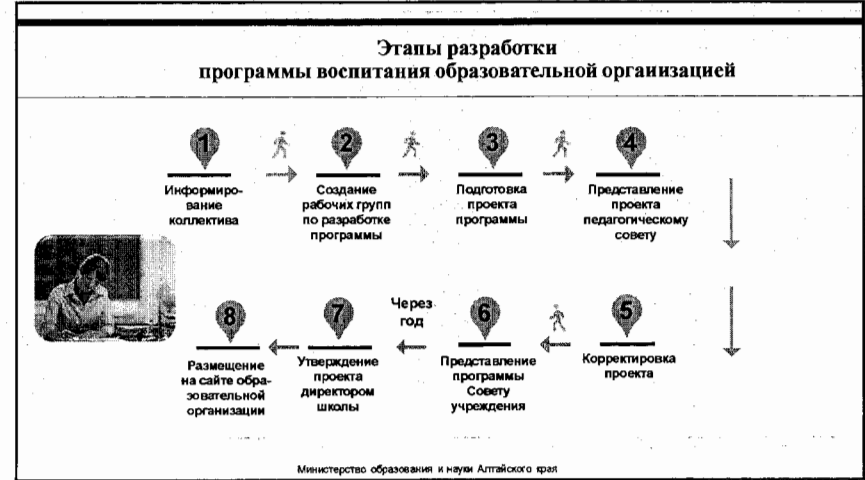 Этапы разработки
программы воспитания образовательной организацией
1
Информиро-
вание
коллектива
2
Создание
рабочих групп
по разработке
программы
3
Подготовка
проекта
программы
4
Представление
проекта
педагогическому
совету
5
Корректировка
проекта
6
Представление
программы
Совету
учреждения
Через
год
7
Утверждение
проекта
директором
школы
8
Размещение
на сайте обра-
зовательной
организации
Министерство образования и науки Алтайского края